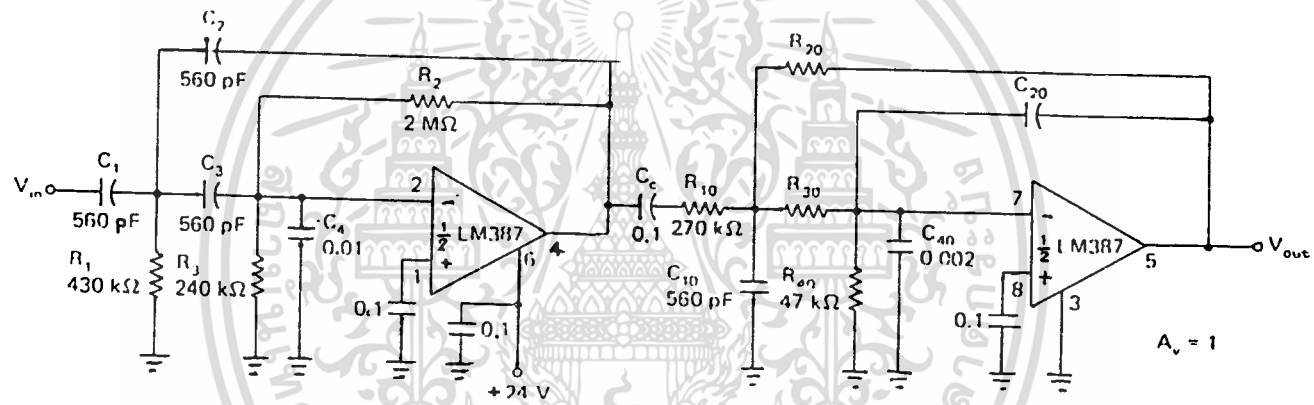 C2
560 pF
R2
2 MΩ
Vin
C1
560 pF
C3
560 pF
R1
430 kΩ
R3
240 kΩ
C4
0.01
2
−
½ LM387
+
1
6
4
0.1
0.1
+24 V
Cc
0.1
R10
270 kΩ
R20
C20
R30
C10
560 pF
R40
47 kΩ
C40
0.002
7
−
½ LM387
+
8
5
3
0.1
Vout
Av = 1